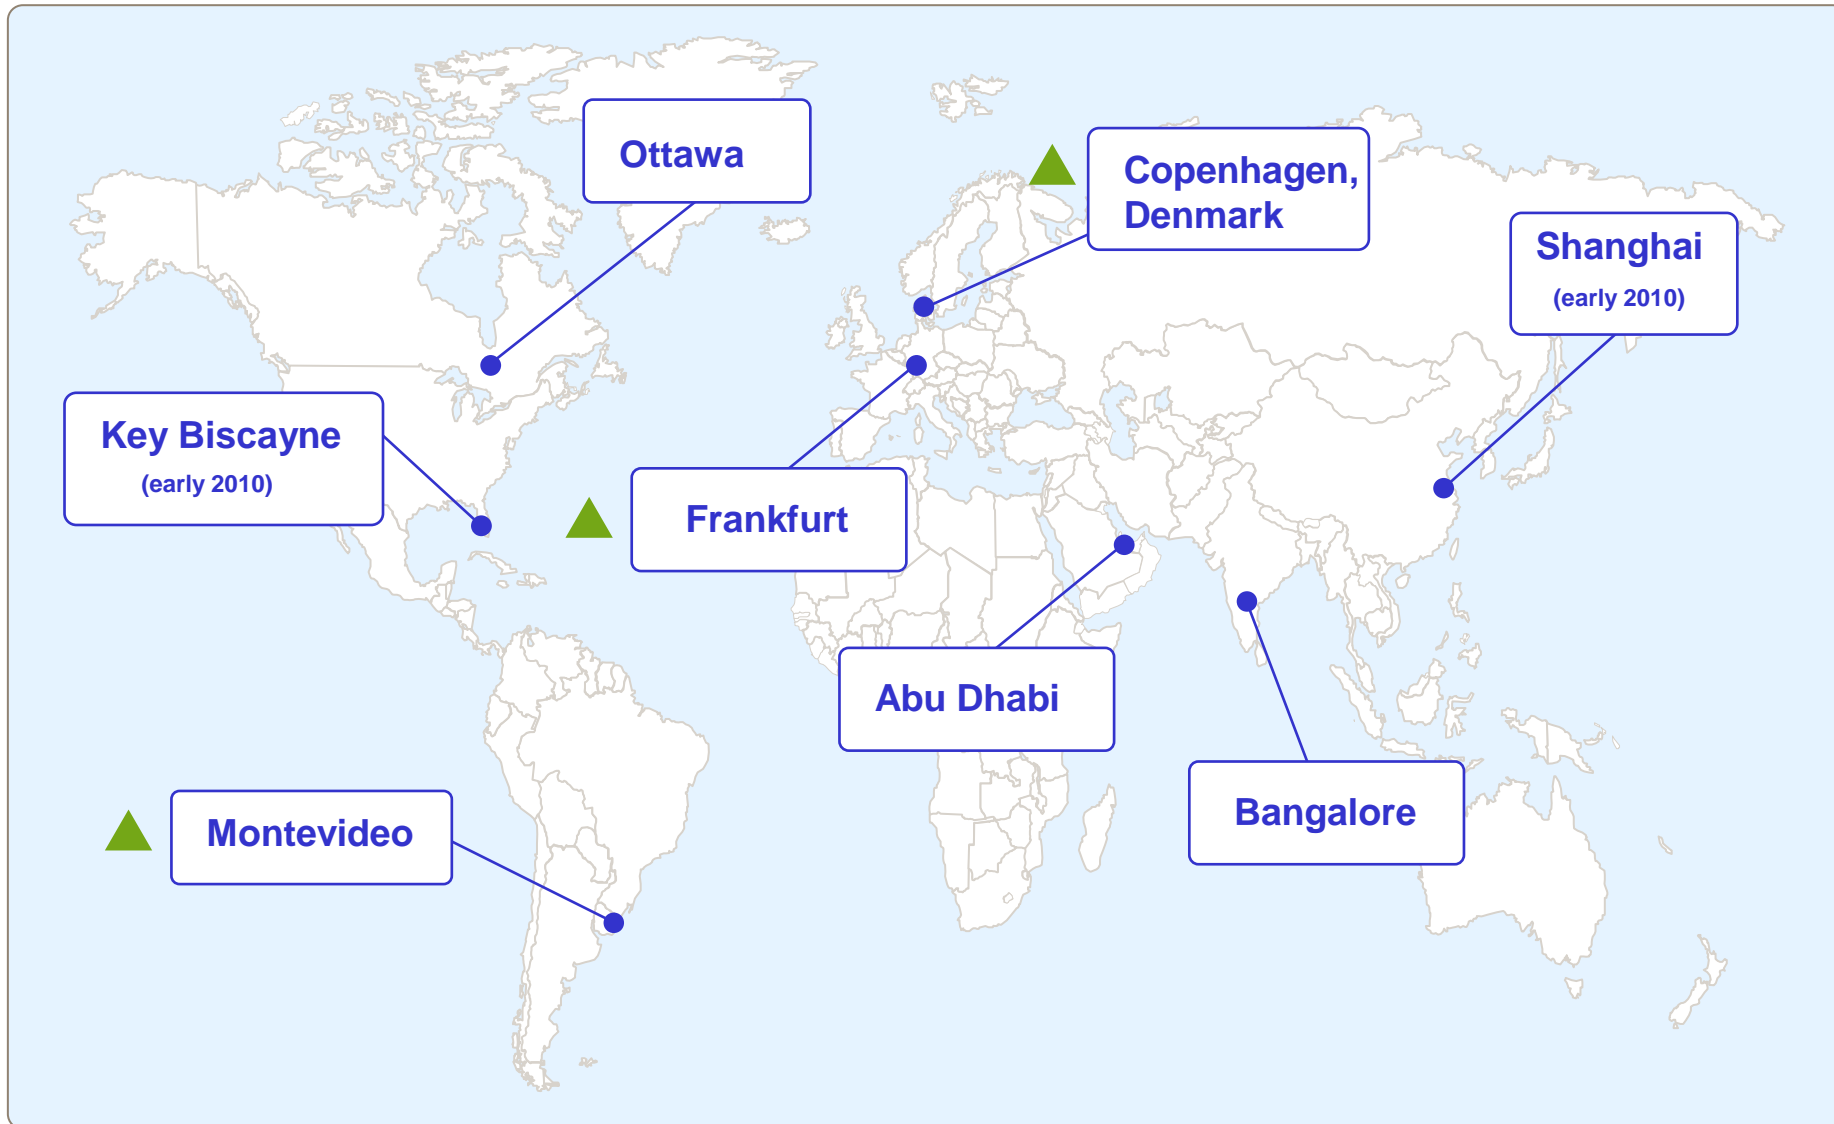 Ottawa
Copenhagen,
Denmark
Shanghai
(early 2010)
Key Biscayne
(early 2010)
Frankfurt
Abu Dhabi
Bangalore
Montevideo